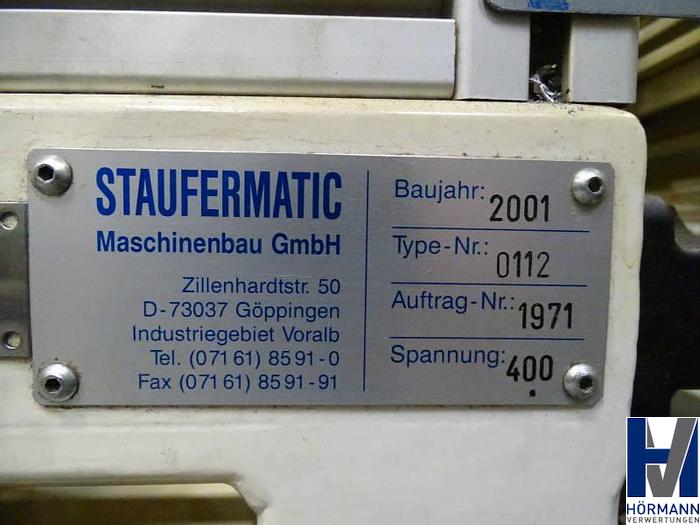 STAUFERMATIC
Maschinenbau GmbH
Zillenhardtstr. 50
D-73037 Göppingen
Industriegebiet Voralb
Tel. (071 61) 85 91-0
Fax (071 61) 85 91-91
Baujahr: 2001
Type-Nr.: 0112
Auftrag-Nr.: 1971
Spannung: 400
HÖRMANN
VERWERTUNGEN